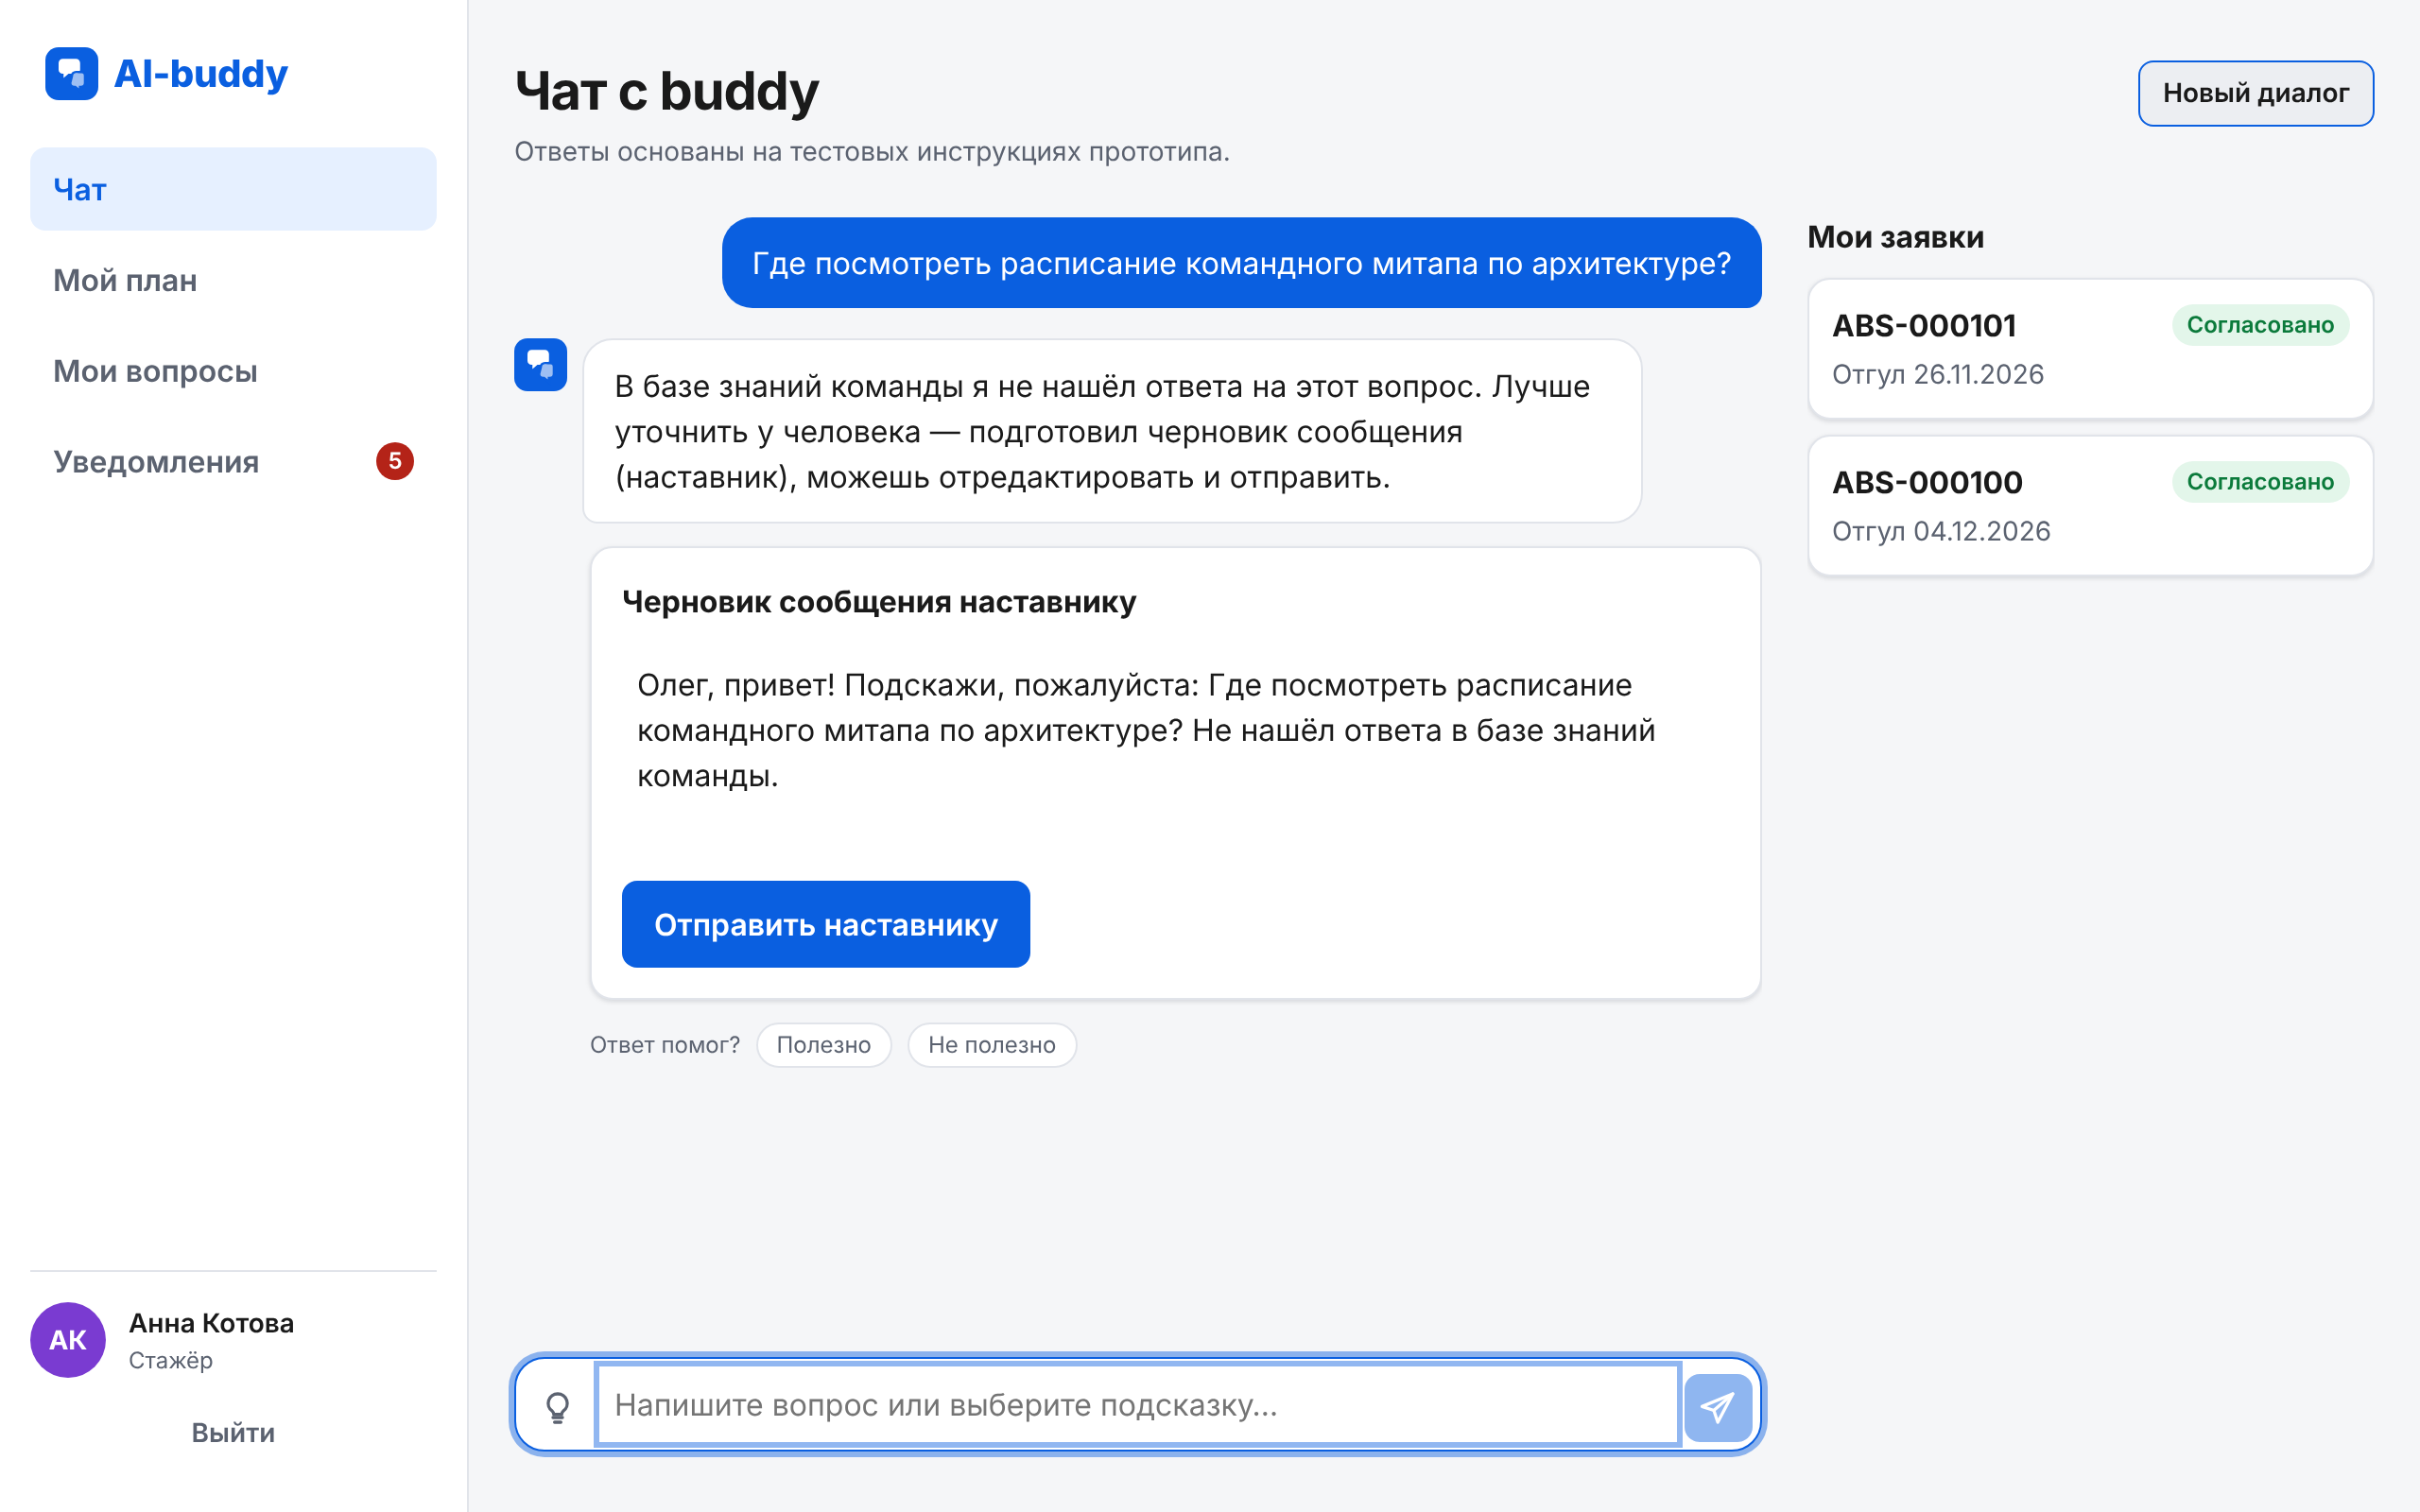 AI-buddy
Чат
Мой план
Мои вопросы
Уведомления 5
АК
Анна Котова
Стажёр
Выйти
Чат с buddy
Ответы основаны на тестовых инструкциях прототипа.
Новый диалог
Где посмотреть расписание командного митапа по архитектуре?
В базе знаний команды я не нашёл ответа на этот вопрос. Лучше
уточнить у человека — подготовил черновик сообщения
(наставник), можешь отредактировать и отправить.
Черновик сообщения наставнику
Олег, привет! Подскажи, пожалуйста: Где посмотреть расписание
командного митапа по архитектуре? Не нашёл ответа в базе знаний
команды.
Отправить наставнику
Ответ помог? Полезно Не полезно
Напишите вопрос или выберите подсказку...
Мои заявки
ABS-000101 Согласовано
Отгул 26.11.2026
ABS-000100 Согласовано
Отгул 04.12.2026